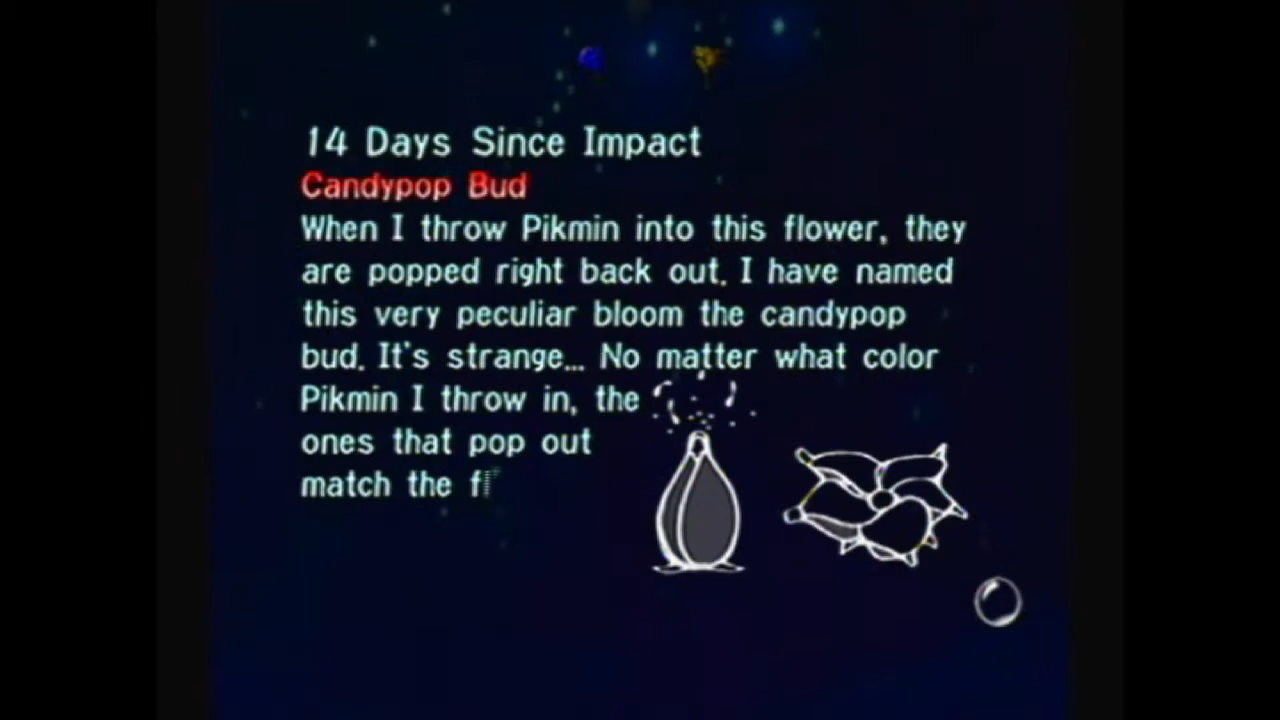 14 Days Since Impact
Candypop Bud
When I throw Pikmin into this flower, they
are popped right back out. I have named
this very peculiar bloom the candypop
bud. It's strange... No matter what color
Pikmin I throw in, the
ones that pop out
match the f